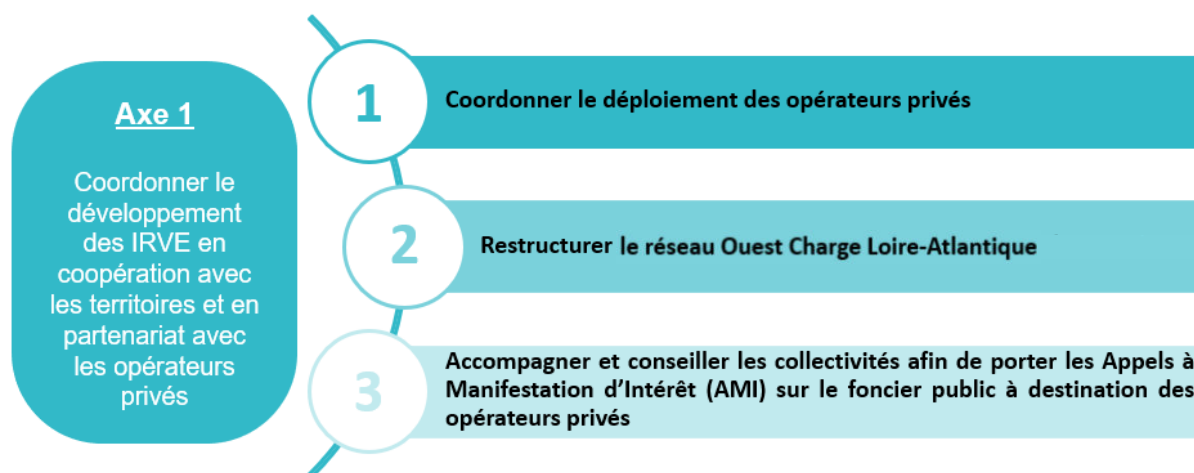 Axe 1
Coordonner le
développement
des IRVE en
coopération avec
les territoires et en
partenariat avec
les opérateurs
privés
1
Coordonner le déploiement des opérateurs privés
2
Restructurer le réseau Ouest Charge Loire-Atlantique
3
Accompagner et conseiller les collectivités afin de porter les Appels à
Manifestation d’Intérêt (AMI) sur le foncier public à destination des
opérateurs privés